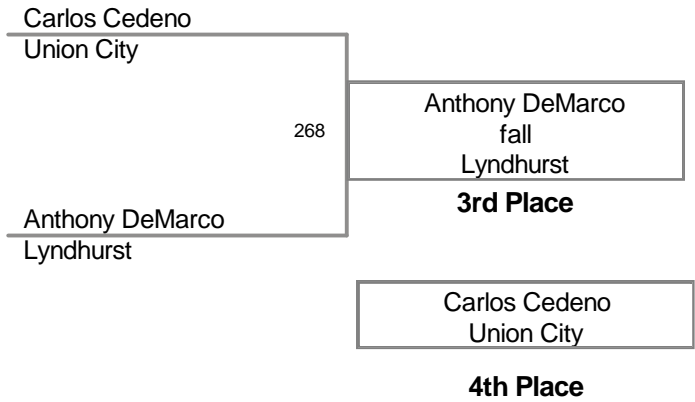 Carlos Cedeno
Union City
268
Anthony DeMarco
fall
Lyndhurst
3rd Place
Anthony DeMarco
Lyndhurst
Carlos Cedeno
Union City
4th Place